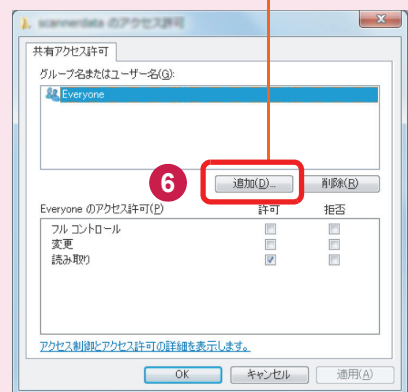 scannerdata のアクセス許可
共有アクセス許可
グループ名またはユーザー名(G):
Everyone
6
追加(D)... 削除(R)
Everyone のアクセス許可(P) 許可 拒否
フル コントロール
変更
読み取り
アクセス制御とアクセス許可の詳細を表示します。
OK キャンセル 適用(A)